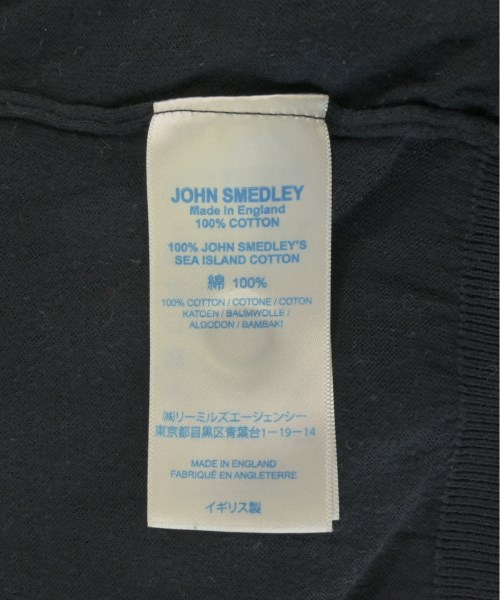 JOHN SMEDLEY
Made in England
100% COTTON
100% JOHN SMEDLEY'S
SEA ISLAND COTTON
綿 100%
100% COTTON / COTONE / COTON
KATOEN / BAUMWOLLE /
ALGODON / BAMBAKI
㈱リーミルズエージェンシー
東京都目黒区青葉台1-19-14
MADE IN ENGLAND
FABRIQUÉ EN ANGLETERRE
イギリス製